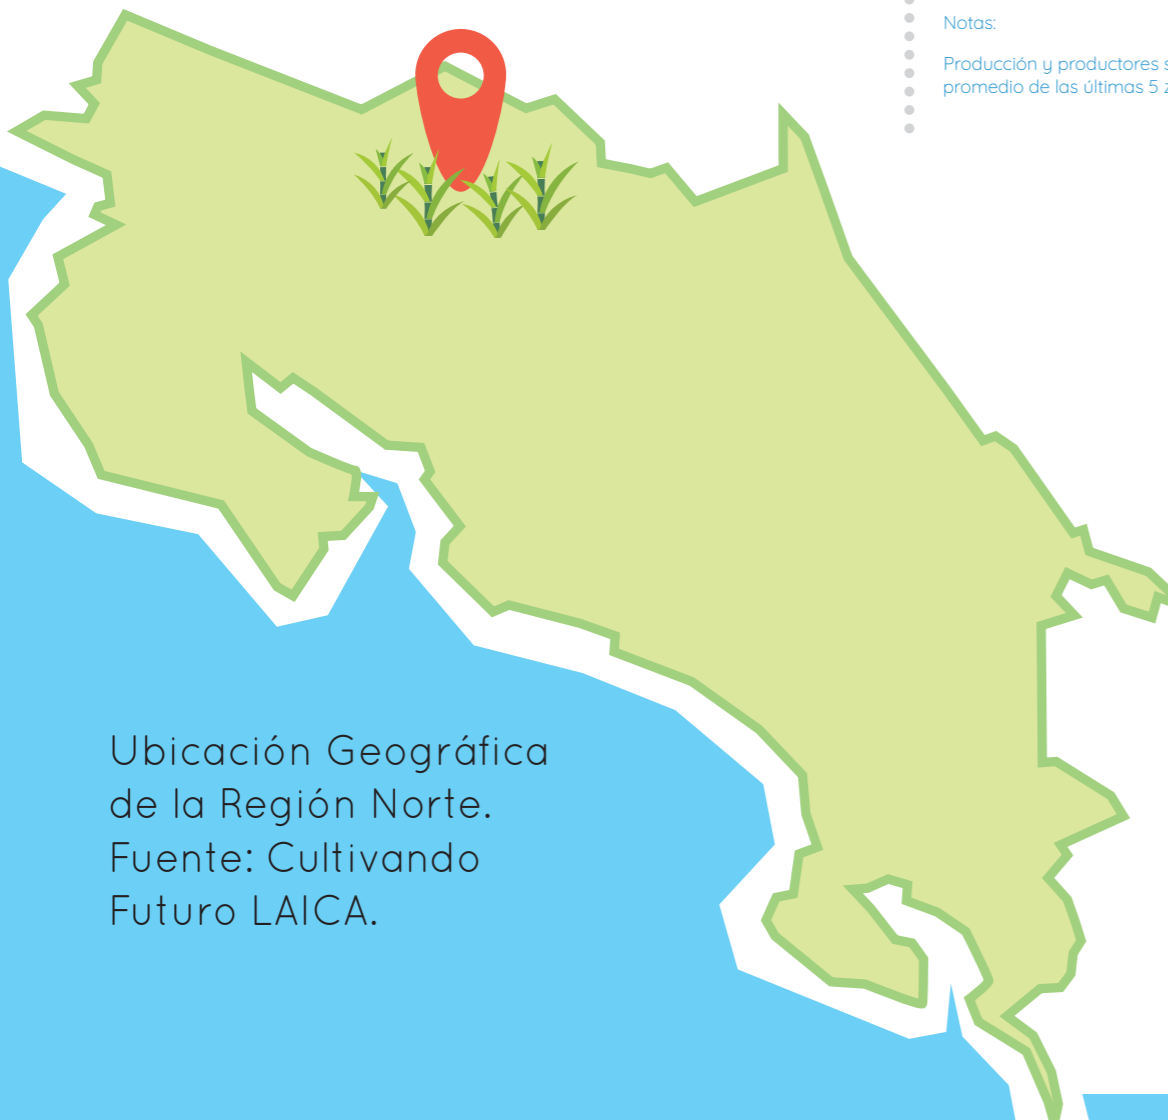 Notas:
Producción y productores
promedio de las últimas 5
Ubicación Geográfica
de la Región Norte.
Fuente: Cultivando
Futuro LAICA.